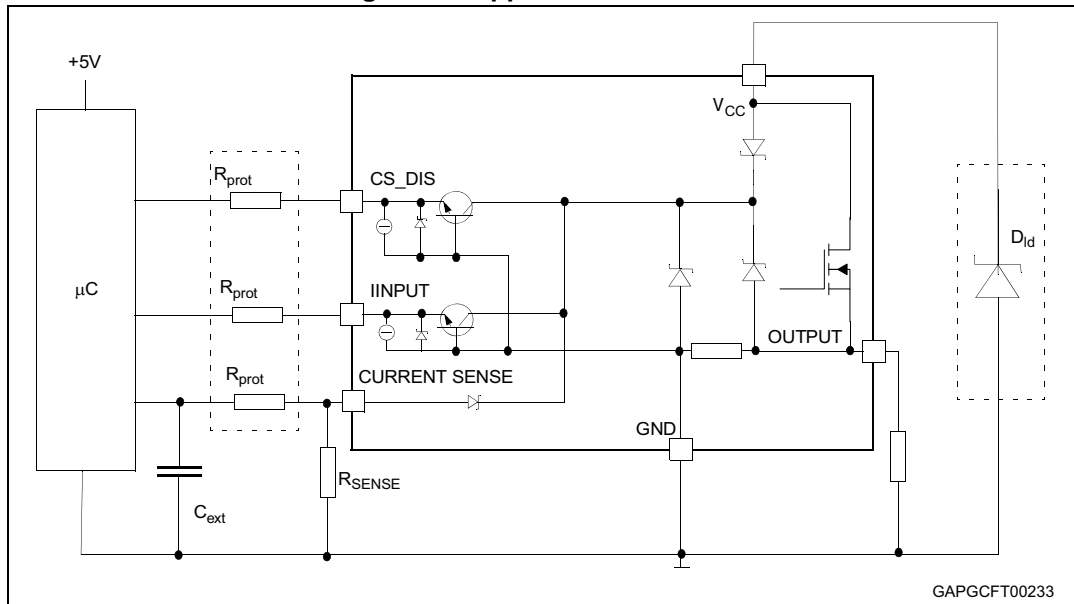 +5V
V_CC
R_prot
CS_DIS
D_ld
µC
R_prot
IINPUT
OUTPUT
R_prot
CURRENT SENSE
GND
R_SENSE
C_ext
GAPGCFT00233